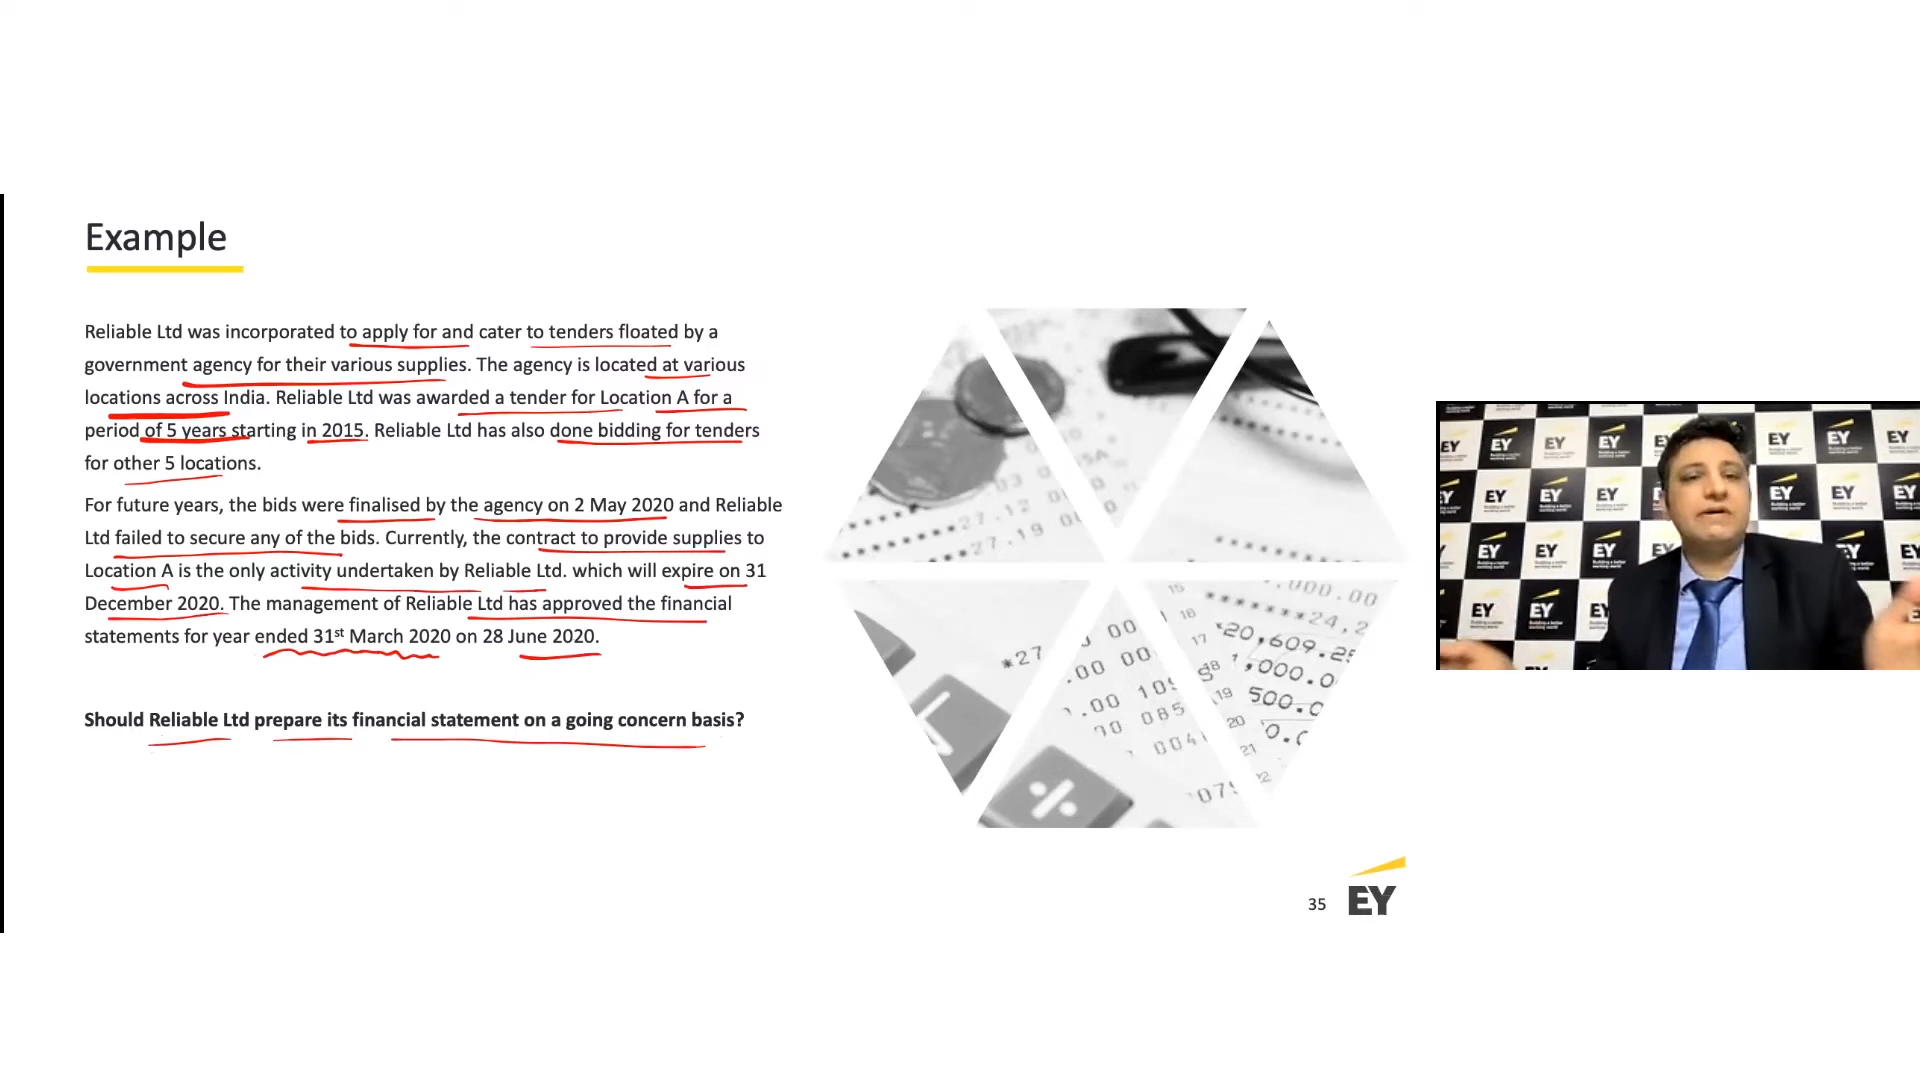 Example
Reliable Ltd was incorporated to apply for and cater to tenders floated by a
government agency for their various supplies. The agency is located at various
locations across India. Reliable Ltd was awarded a tender for Location A for a
period of 5 years starting in 2015. Reliable Ltd has also done bidding for tenders
for other 5 locations.
For future years, the bids were finalised by the agency on 2 May 2020 and Reliable
Ltd failed to secure any of the bids. Currently, the contract to provide supplies to
Location A is the only activity undertaken by Reliable Ltd. which will expire on 31
December 2020. The management of Reliable Ltd has approved the financial
statements for year ended 31st March 2020 on 28 June 2020.
Should Reliable Ltd prepare its financial statement on a going concern basis?
35
EY